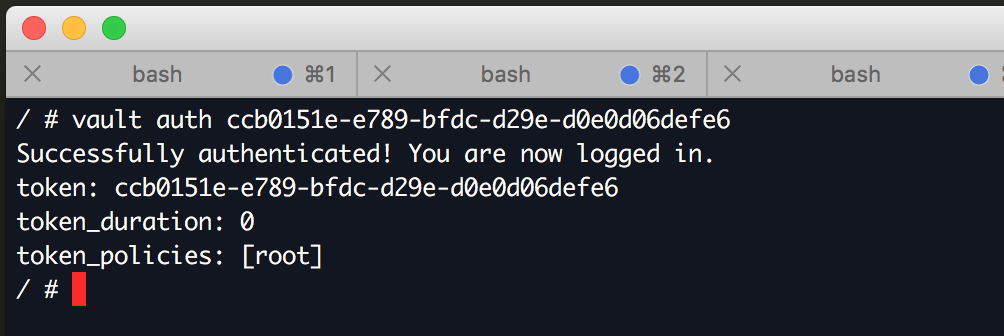 bash ⌘1 bash ⌘2 bash
/ # vault auth ccb0151e-e789-bfdc-d29e-d0e0d06defe6
Successfully authenticated! You are now logged in.
token: ccb0151e-e789-bfdc-d29e-d0e0d06defe6
token_duration: 0
token_policies: [root]
/ #